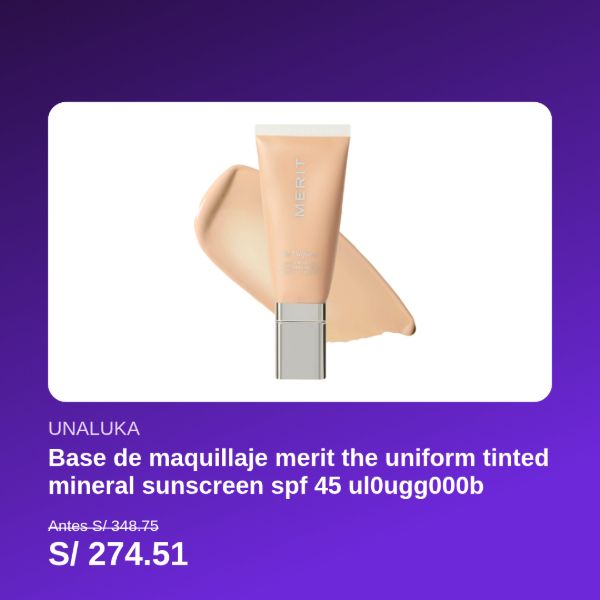 MERIT
UNALUKA
Base de maquillaje merit the uniform tinted
mineral sunscreen spf 45 ul0ugg000b
Antes S/ 348.75
S/ 274.51